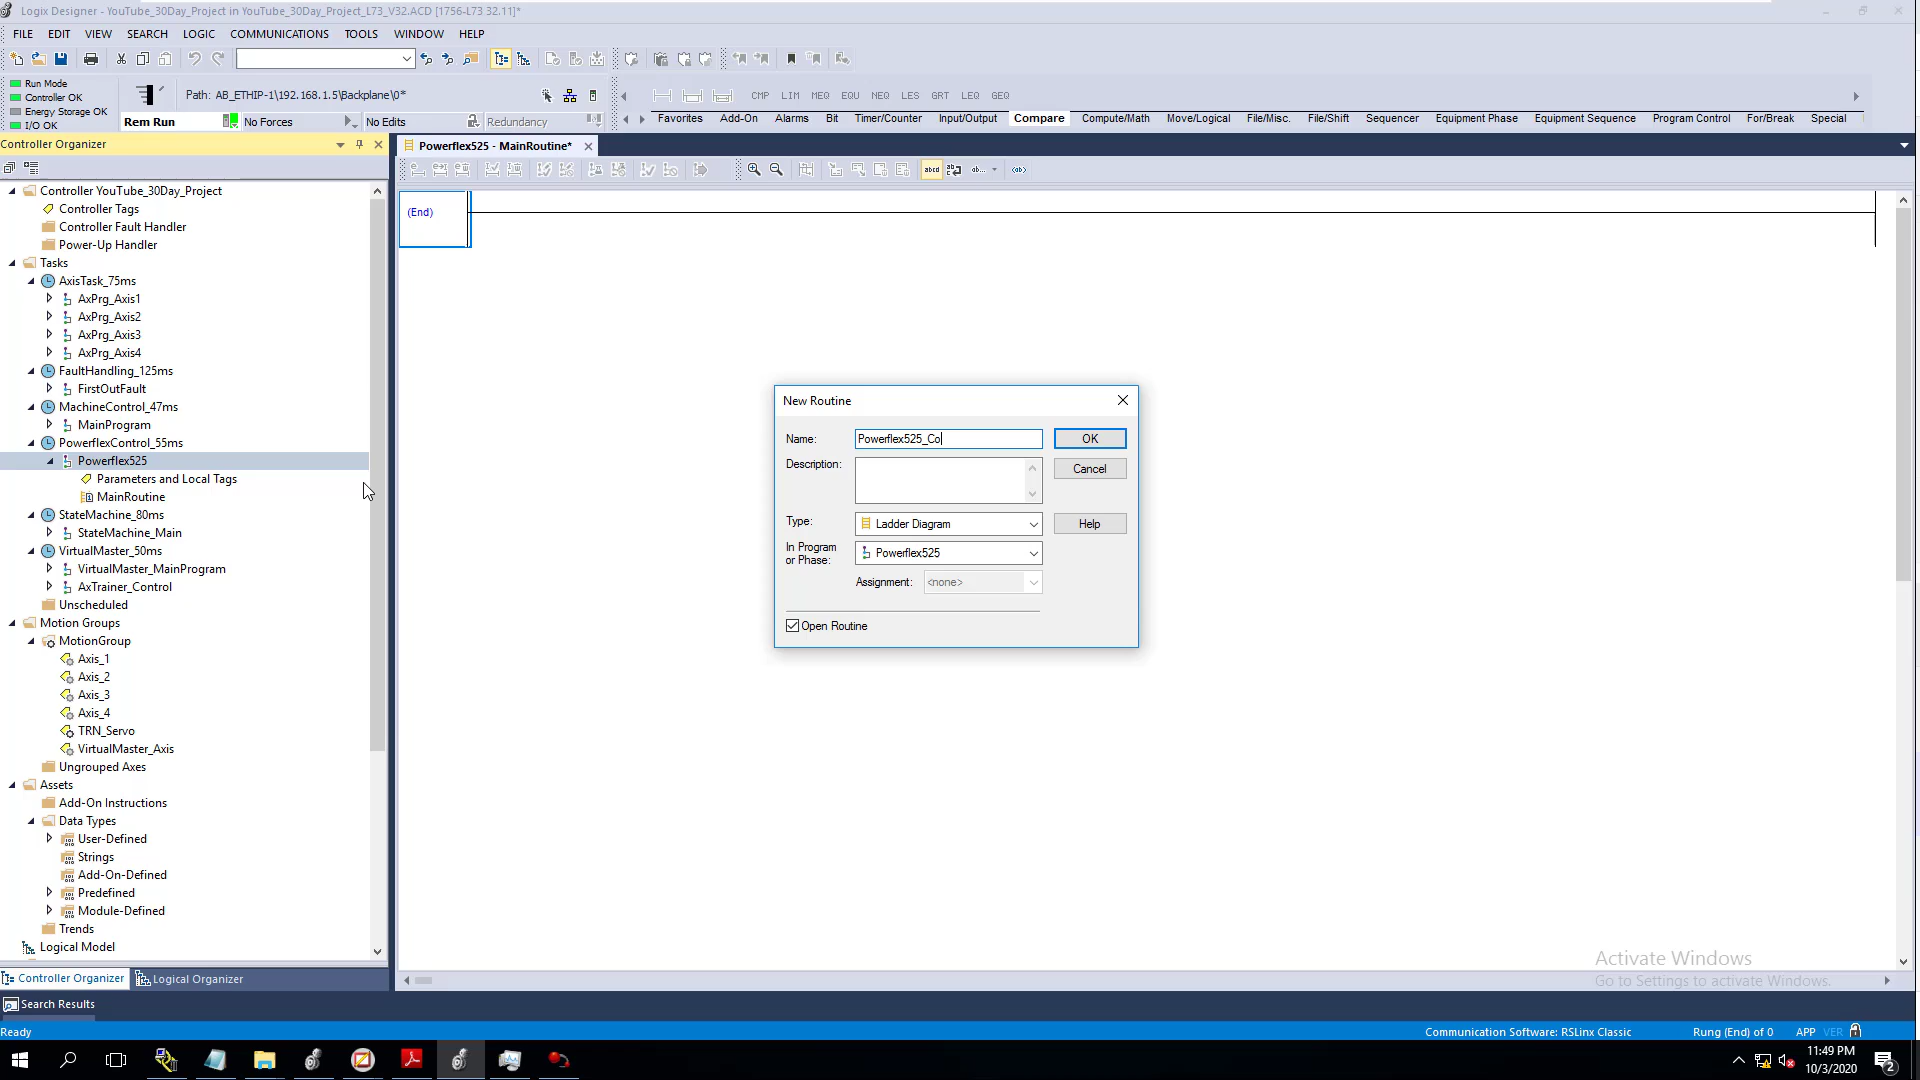 Logix Designer - YouTube_30Day_Project in YouTube_30Day_Project_L73_V32.ACD [1756-L73 32.11]*
FILE EDIT VIEW SEARCH LOGIC COMMUNICATIONS TOOLS WINDOW HELP
Run Mode
Controller OK
Energy Storage OK
I/O OK
Path: AB_ETHIP-1\192.168.1.5\Backplane\0*
Rem Run No Forces No Edits Redundancy
CMP LIM MEQ EQU NEQ LES GRT LEQ GEQ
Favorites Add-On Alarms Bit Timer/Counter Input/Output Compare Compute/Math Move/Logical File/Misc. File/Shift Sequencer Equipment Phase Equipment Sequence Program Control For/Break Special
Controller Organizer
Powerflex525 - MainRoutine*
Controller YouTube_30Day_Project
Controller Tags
Controller Fault Handler
Power-Up Handler
Tasks
AxisTask_75ms
AxPrg_Axis1
AxPrg_Axis2
AxPrg_Axis3
AxPrg_Axis4
FaultHandling_125ms
FirstOutFault
MachineControl_47ms
MainProgram
PowerflexControl_55ms
Powerflex525
Parameters and Local Tags
MainRoutine
StateMachine_80ms
StateMachine_Main
VirtualMaster_50ms
VirtualMaster_MainProgram
AxTrainer_Control
Unscheduled
Motion Groups
MotionGroup
Axis_1
Axis_2
Axis_3
Axis_4
TRN_Servo
VirtualMaster_Axis
Ungrouped Axes
Assets
Add-On Instructions
Data Types
User-Defined
Strings
Add-On-Defined
Predefined
Module-Defined
Trends
Logical Model
Controller Organizer Logical Organizer
(End)
New Routine
Name: Powerflex525_Co OK
Description: Cancel
Type: Ladder Diagram Help
In Program
or Phase: Powerflex525
Assignment: <none>
Open Routine
Activate Windows
Go to Settings to activate Windows.
Search Results
Ready
Communication Software: RSLinx Classic Rung (End) of 0 APP VER
11:49 PM
10/3/2020
2